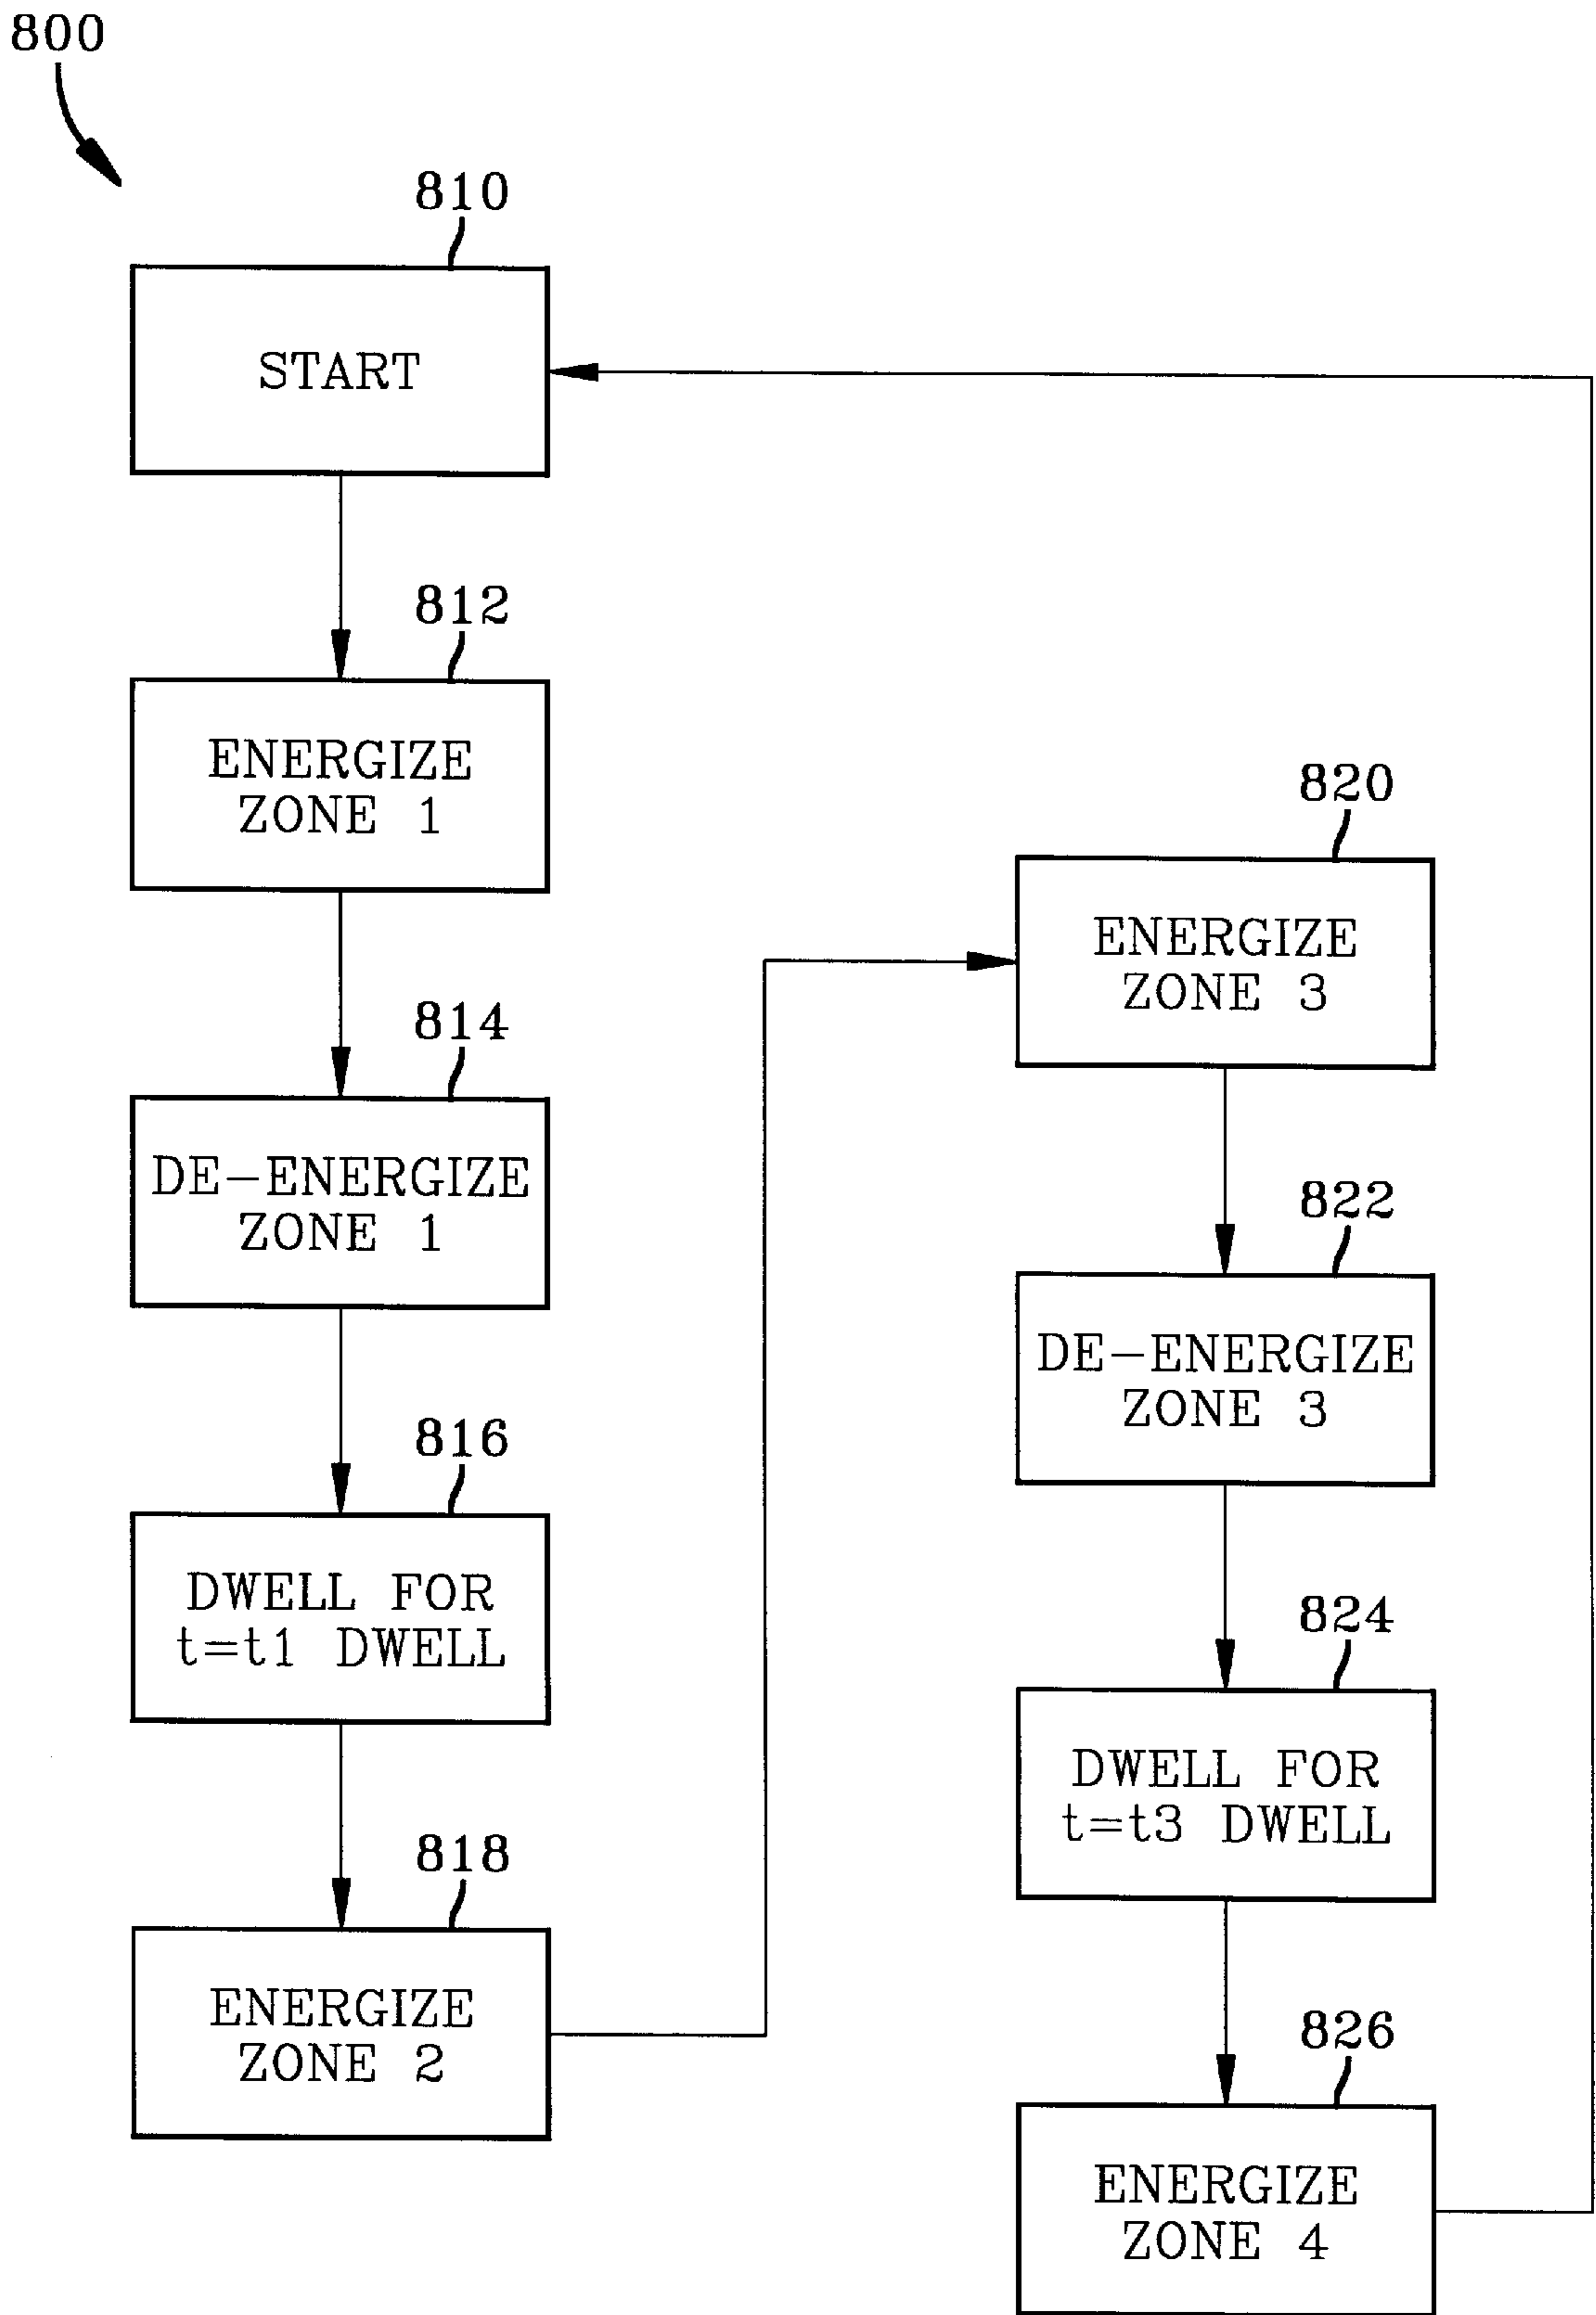 800
810
START
812
ENERGIZE
ZONE 1
814
DE-ENERGIZE
ZONE 1
816
DWELL FOR
t=t1 DWELL
818
ENERGIZE
ZONE 2
820
ENERGIZE
ZONE 3
822
DE-ENERGIZE
ZONE 3
824
DWELL FOR
t=t3 DWELL
826
ENERGIZE
ZONE 4